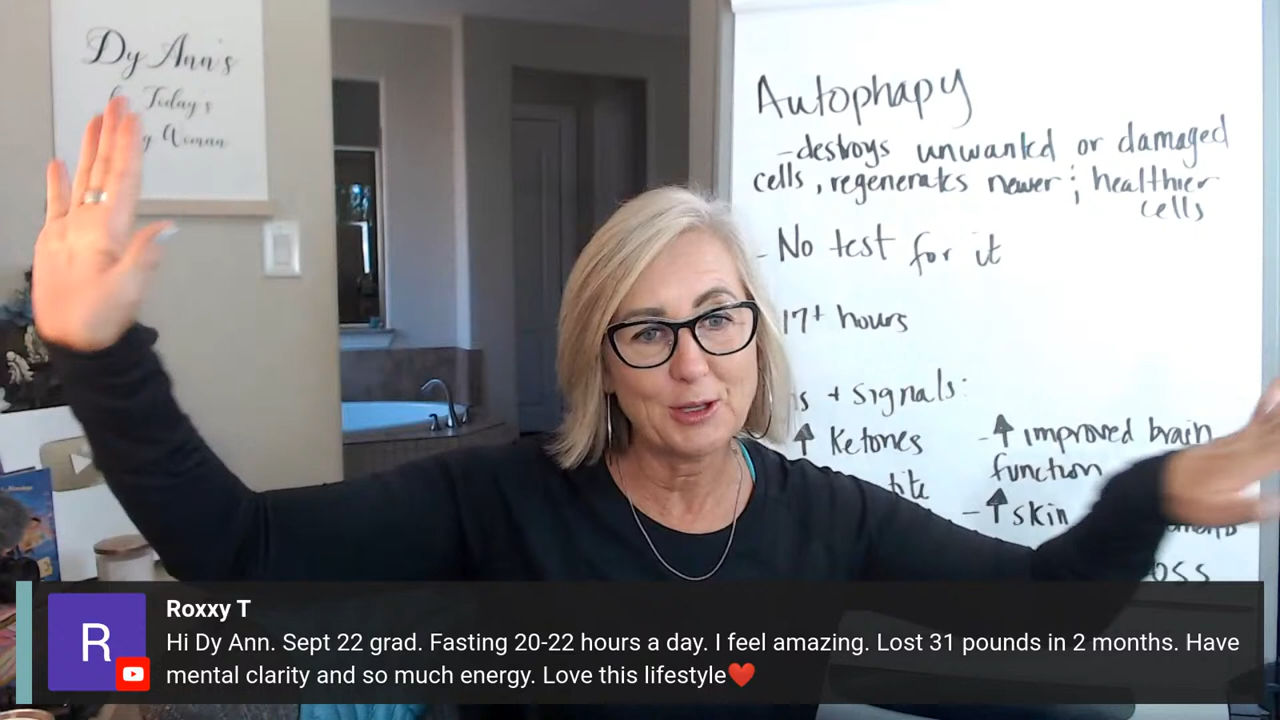 Dy Ann's
Today's
Woman
Autophapy
- destroys unwanted or damaged
cells, regenerates newer ; healthier
cells
- No test for it
17+ hours
+ signals:
↑ Ketones
- ↑ improved brain
function
- ↑ skin
Roxxy T
R
Hi Dy Ann. Sept 22 grad. Fasting 20-22 hours a day. I feel amazing. Lost 31 pounds in 2 months. Have
mental clarity and so much energy. Love this lifestyle❤️